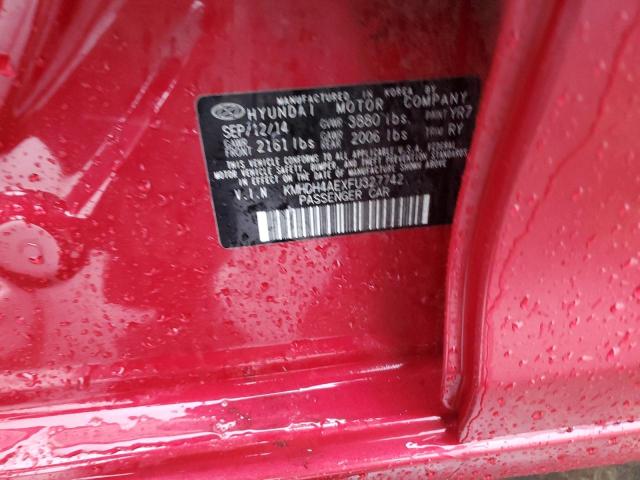 MANUFACTURED IN KOREA BY
HYUNDAI MOTOR COMPANY
SEP/12/14 GVWR 3880 lbs PAINT YR7
GAWR FRONT 2161 lbs GAWR REAR 2006 lbs TRIM RY
THIS VEHICLE CONFORMS TO ALL APPLICABLE U.S.A. FEDERAL
MOTOR VEHICLE SAFETY, BUMPER, AND THEFT PREVENTION STANDARDS
IN EFFECT ON THE DATE OF MANUFACTURE SHOWN ABOVE.
V.I.N KMHDH4AEXFU327742
PASSENGER CAR